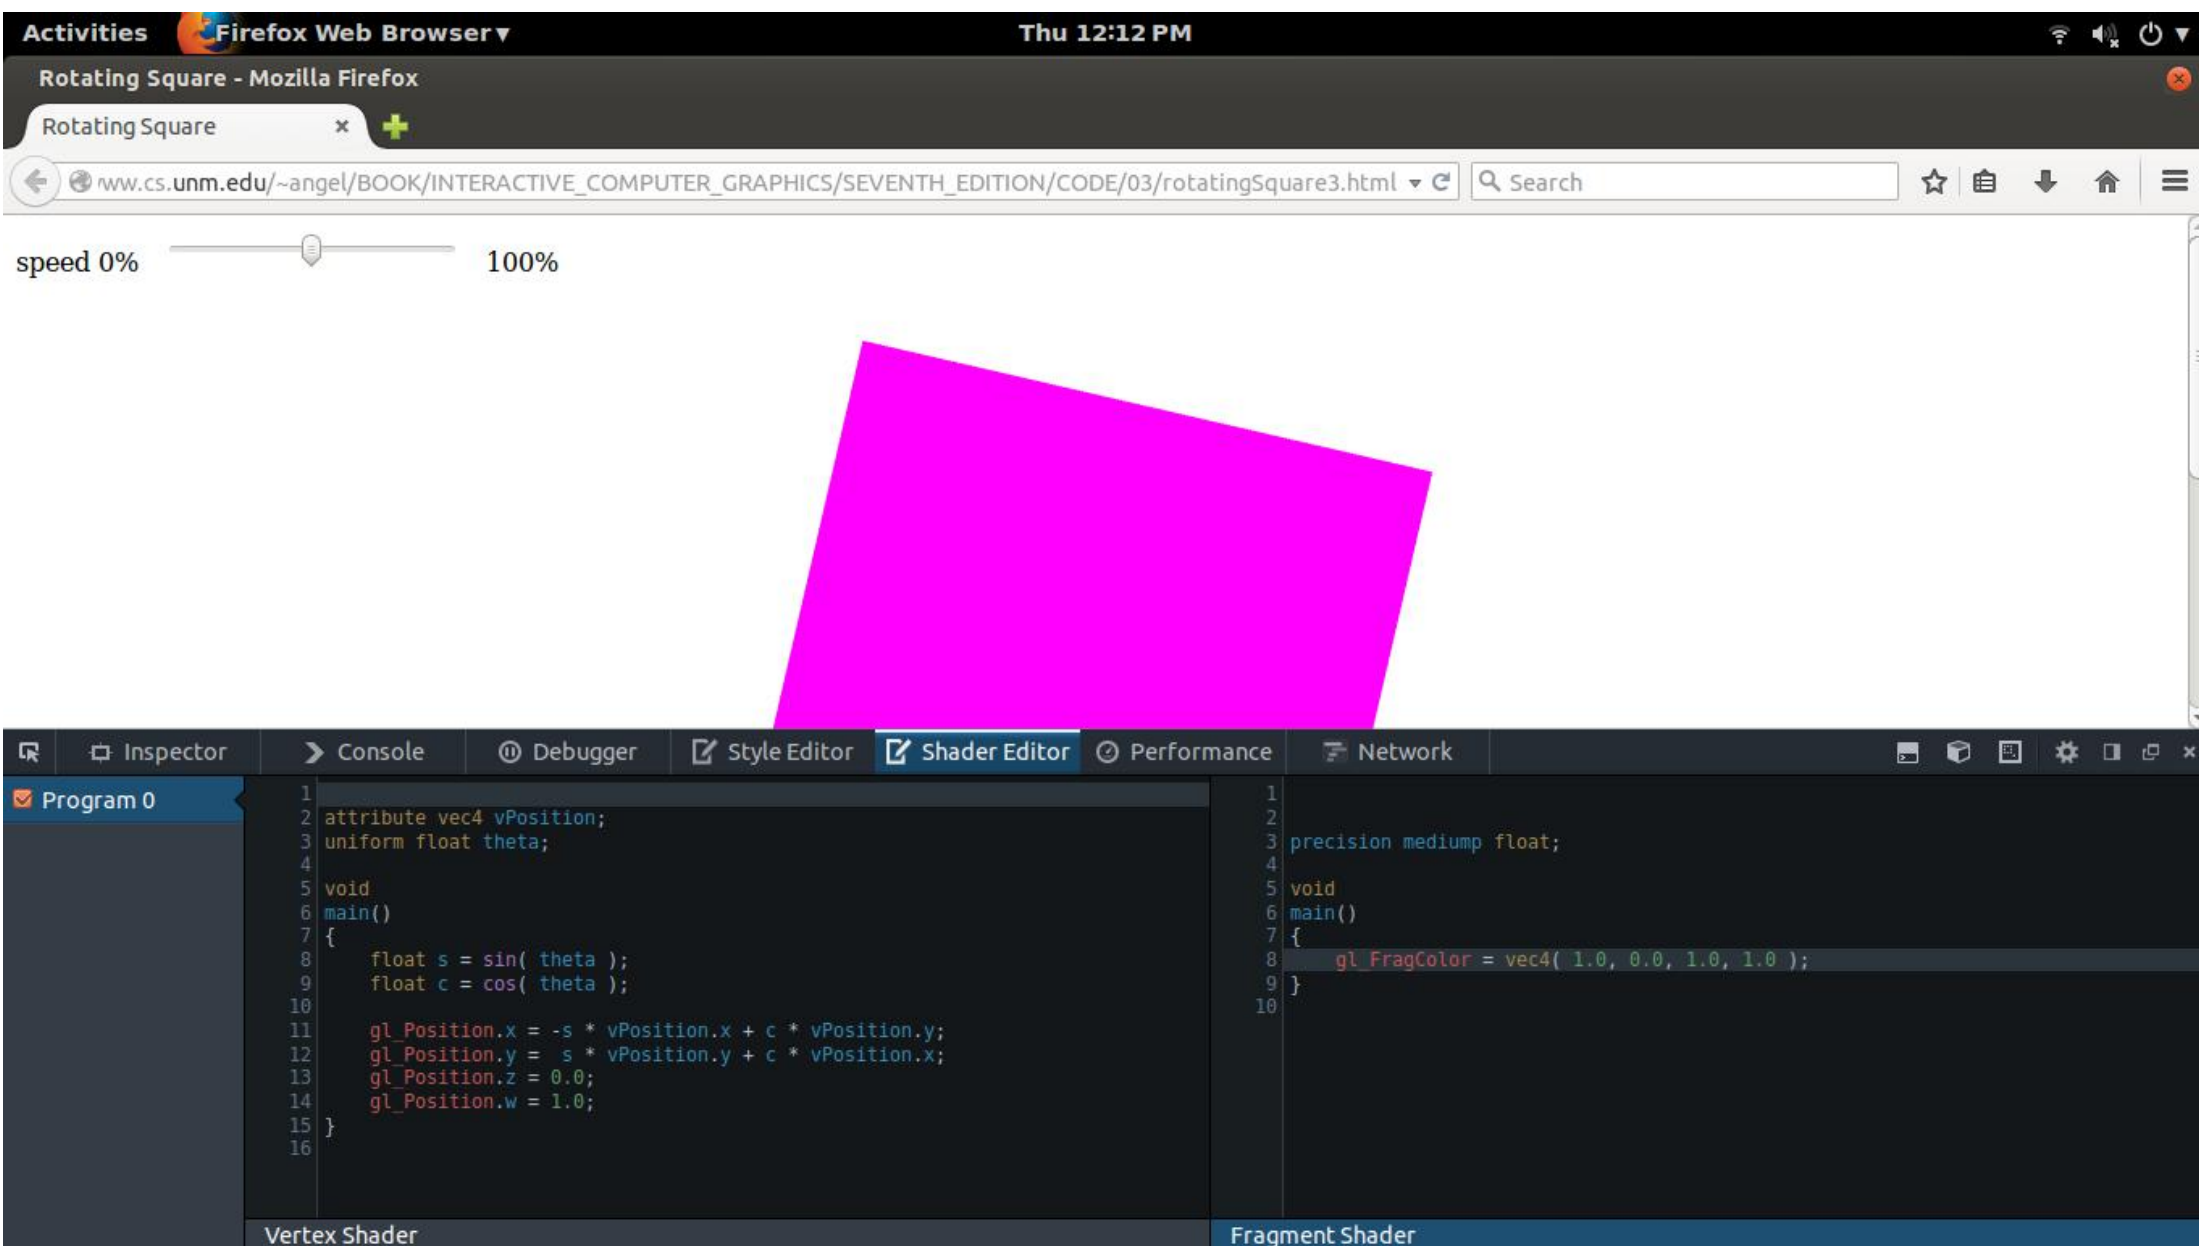 Activities Firefox Web Browser Thu 12:12 PM
Rotating Square - Mozilla Firefox
Rotating Square
www.cs.unm.edu/~angel/BOOK/INTERACTIVE_COMPUTER_GRAPHICS/SEVENTH_EDITION/CODE/03/rotatingSquare3.html Search
speed 0% 100%
Inspector Console Debugger Style Editor Shader Editor Performance Network
Program 0
1
2 attribute vec4 vPosition;
3 uniform float theta;
4
5 void
6 main()
7 {
8 float s = sin( theta );
9 float c = cos( theta );
10
11 gl_Position.x = -s * vPosition.x + c * vPosition.y;
12 gl_Position.y =  s * vPosition.y + c * vPosition.x;
13 gl_Position.z = 0.0;
14 gl_Position.w = 1.0;
15 }
16
Vertex Shader
1
2
3 precision mediump float;
4
5 void
6 main()
7 {
8 gl_FragColor = vec4( 1.0, 0.0, 1.0, 1.0 );
9 }
10
Fragment Shader